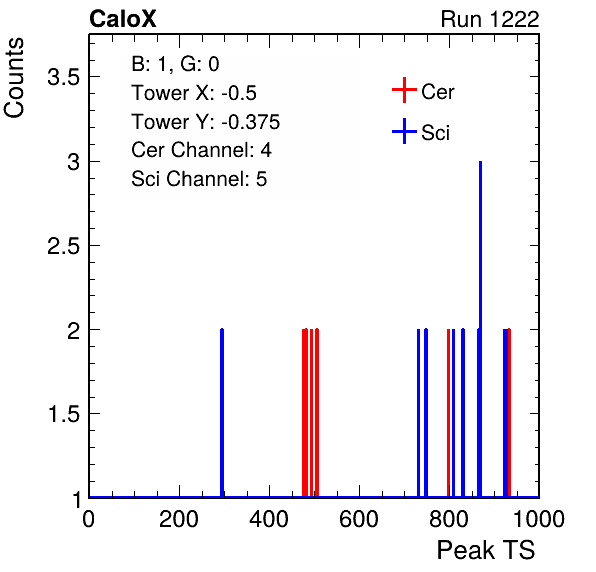 CaloX
Run 1222
Counts
B: 1, G: 0
Tower X: -0.5
Tower Y: -0.375
Cer Channel: 4
Sci Channel: 5
Cer
Sci
3.5
3
2.5
2
1.5
1
0
200
400
600
800
1000
Peak TS